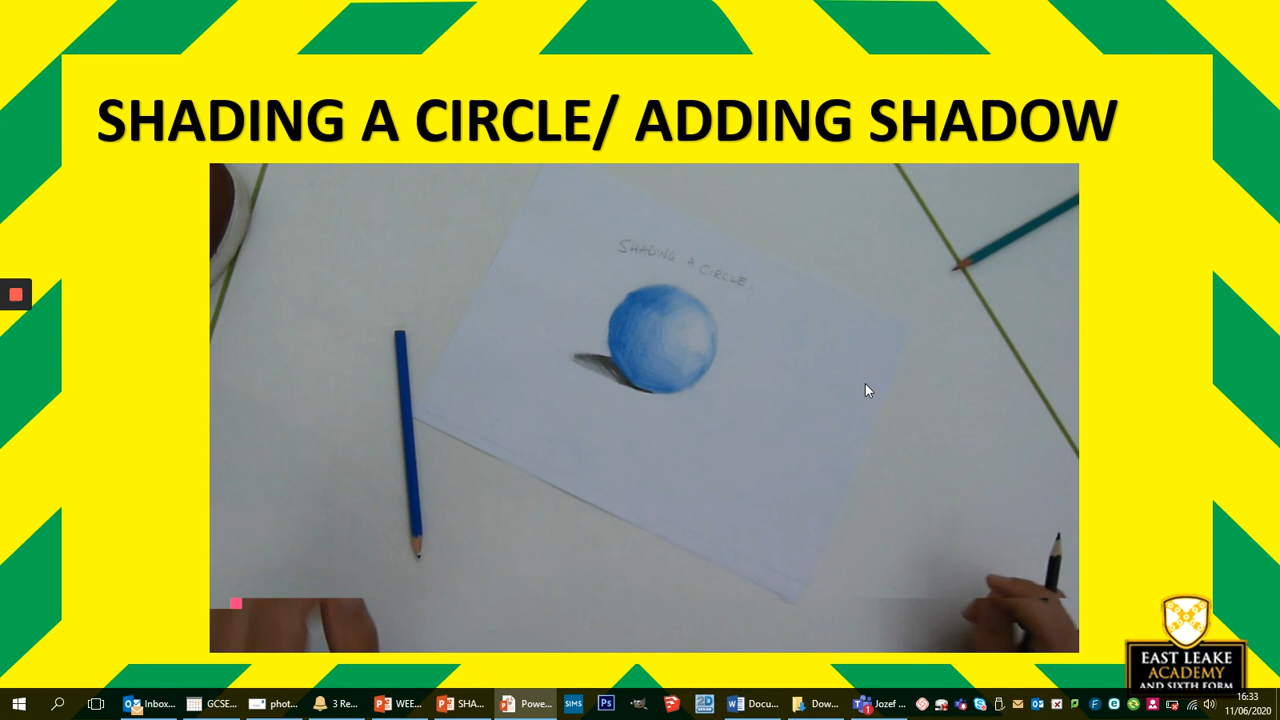 SHADING A CIRCLE/ ADDING SHADOW
SHADING A CIRCLE.
EAST LEAKE
ACADEMY
AND SIXTH FORM
Inbox...
GCSE...
phot...
3 Re...
WEE...
SHA...
Powe...
SIMS
Ps
2D
Docu...
Dow...
Jozef ...
16:33
11/06/2020